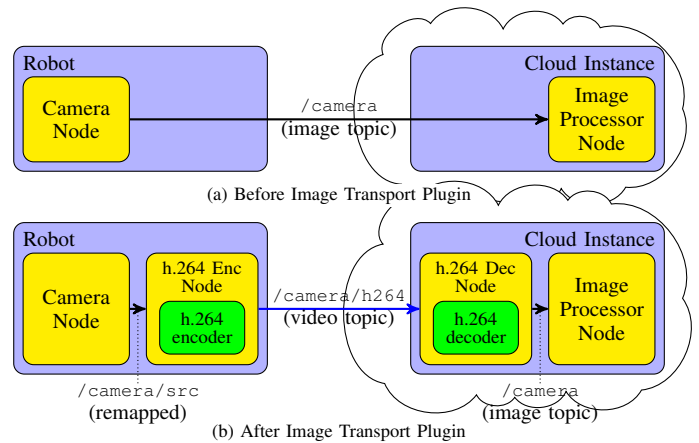 Robot
Cloud Instance
Camera
Node
/camera
(image topic)
Image
Processor
Node
(a) Before Image Transport Plugin
Robot
Cloud Instance
Camera
Node
h.264 Enc
Node
h.264
encoder
/camera/h264
(video topic)
h.264 Dec
Node
h.264
decoder
Image
Processor
Node
/camera/src
(remapped)
/camera
(image topic)
(b) After Image Transport Plugin